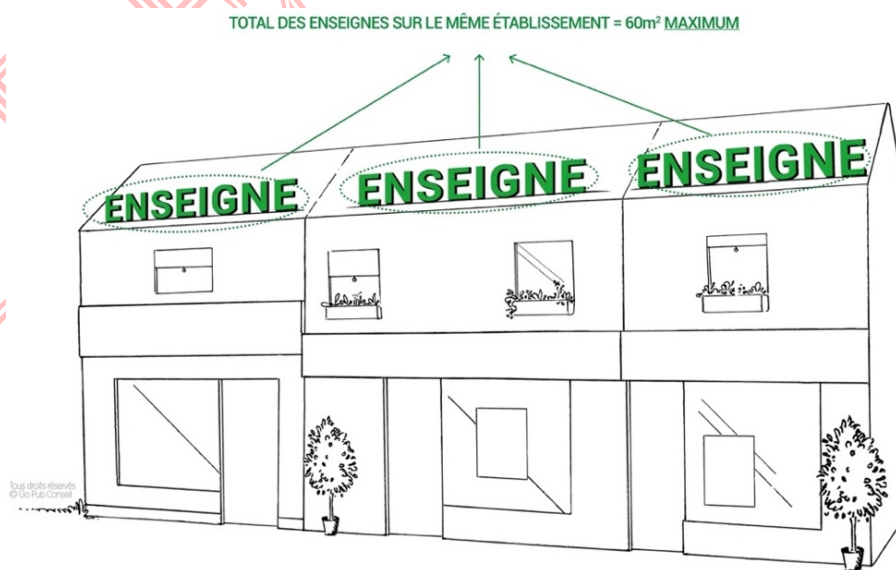 TOTAL DES ENSEIGNES SUR LE MÊME ÉTABLISSEMENT = 60m² MAXIMUM
ENSEIGNE
ENSEIGNE
ENSEIGNE
Tous droits réservés
© Go Pub Conseil